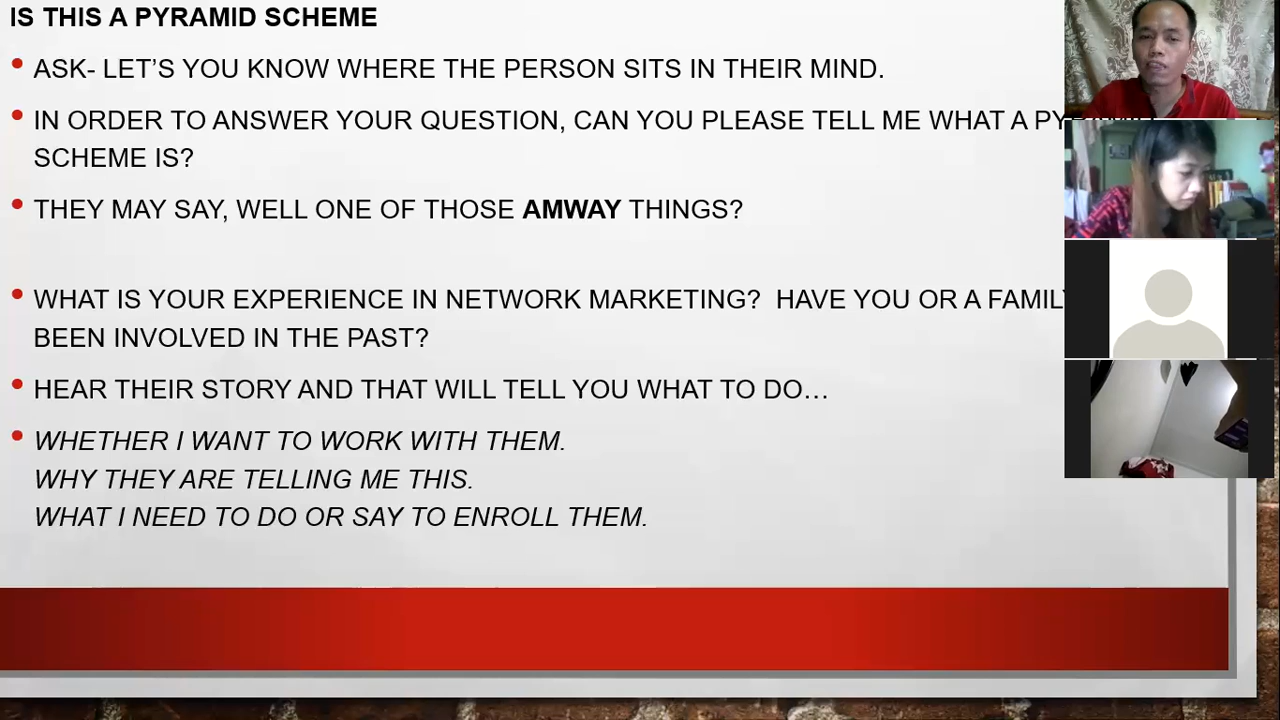 IS THIS A PYRAMID SCHEME
ASK- LET'S YOU KNOW WHERE THE PERSON SITS IN THEIR MIND.
IN ORDER TO ANSWER YOUR QUESTION, CAN YOU PLEASE TELL ME WHAT A
SCHEME IS?
THEY MAY SAY, WELL ONE OF THOSE AMWAY THINGS?
WHAT IS YOUR EXPERIENCE IN NETWORK MARKETING? HAVE YOU OR A FAMILY
BEEN INVOLVED IN THE PAST?
HEAR THEIR STORY AND THAT WILL TELL YOU WHAT TO DO…
WHETHER I WANT TO WORK WITH THEM.
WHY THEY ARE TELLING ME THIS.
WHAT I NEED TO DO OR SAY TO ENROLL THEM.